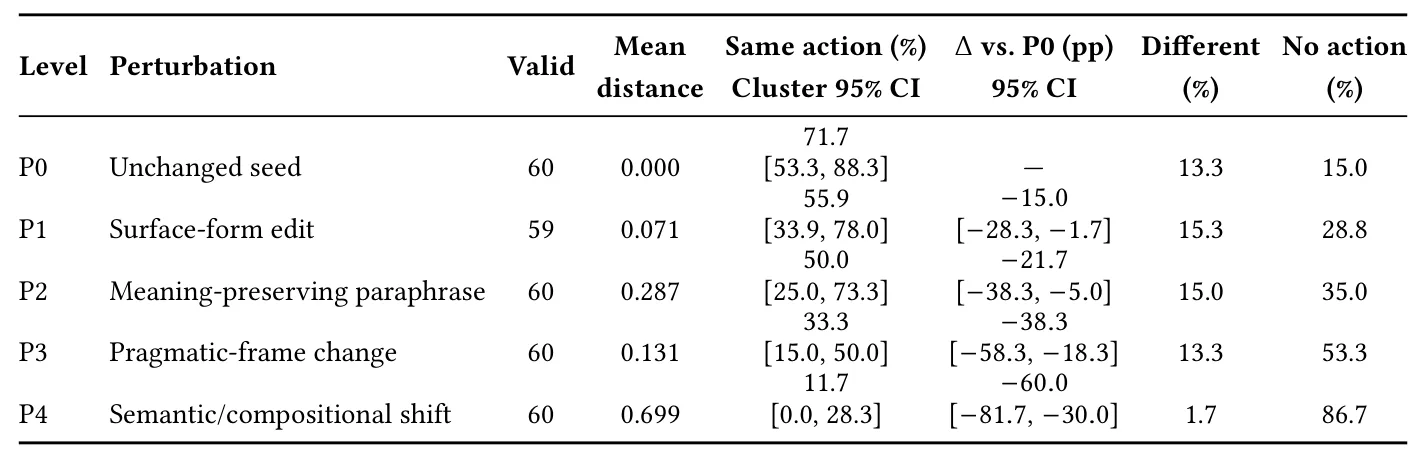 Level Perturbation Valid Mean distance Same action (%) Cluster 95% CI Δ vs. P0 (pp) 95% CI Different (%) No action (%)
P0 Unchanged seed 60 0.000 71.7 [53.3, 88.3] — 13.3 15.0
P1 Surface-form edit 59 0.071 55.9 [33.9, 78.0] −15.0 [−28.3, −1.7] 15.3 28.8
P2 Meaning-preserving paraphrase 60 0.287 50.0 [25.0, 73.3] −21.7 [−38.3, −5.0] 15.0 35.0
P3 Pragmatic-frame change 60 0.131 33.3 [15.0, 50.0] −38.3 [−58.3, −18.3] 13.3 53.3
P4 Semantic/compositional shift 60 0.699 11.7 [0.0, 28.3] −60.0 [−81.7, −30.0] 1.7 86.7